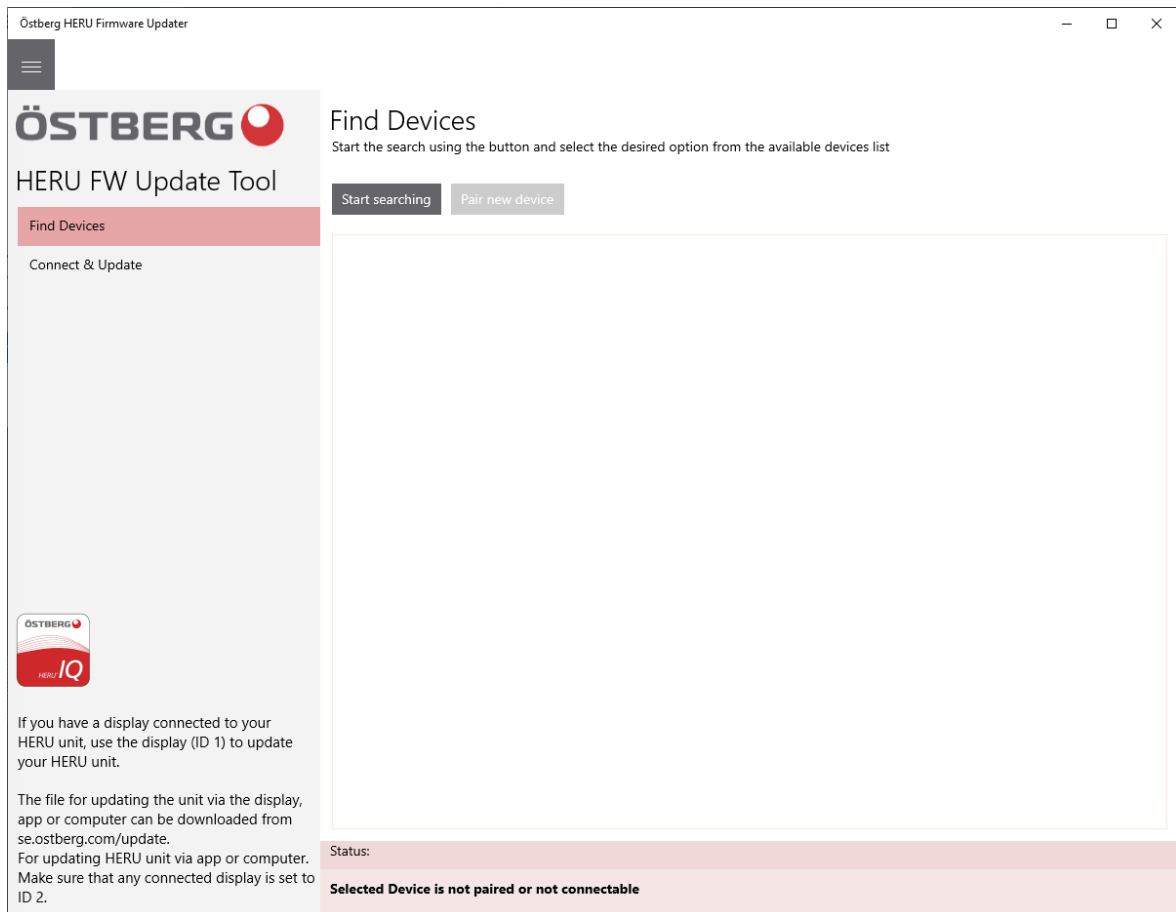 Östberg HERU Firmware Updater
ÖSTBERG
HERU FW Update Tool
Find Devices
Connect & Update
ÖSTBERG
HERU® IQ
If you have a display connected to your
HERU unit, use the display (ID 1) to update
your HERU unit.
The file for updating the unit via the display,
app or computer can be downloaded from
se.ostberg.com/update.
For updating HERU unit via app or computer.
Make sure that any connected display is set to
ID 2.
Find Devices
Start the search using the button and select the desired option from the available devices list
Start searching
Pair new device
Status:
Selected Device is not paired or not connectable